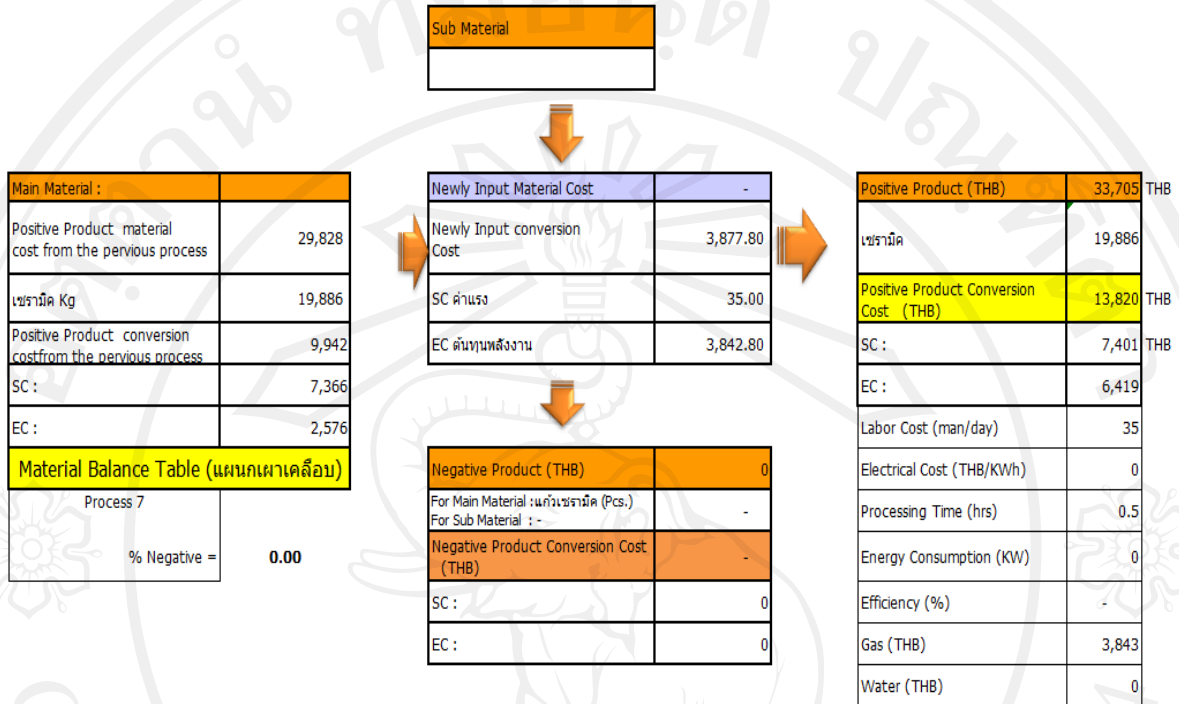 Sub Material
Main Material :
Positive Product material
cost from the pervious process
29,828
เซรามิค Kg
19,886
Positive Product conversion
costfrom the pervious process
9,942
SC :
7,366
EC :
2,576
Material Balance Table (แผนกเผาเคลือบ)
Process 7
% Negative =
0.00
Newly Input Material Cost
-
Newly Input conversion
Cost
3,877.80
SC ค่าแรง
35.00
EC ต้นทุนพลังงาน
3,842.80
Negative Product (THB)
0
For Main Material :แก้วเซรามิค (Pcs.)
For Sub Material : -
-
Negative Product Conversion Cost
(THB)
-
SC :
0
EC :
0
Positive Product (THB)
33,705 THB
เซรามิค
19,886
Positive Product Conversion
Cost (THB)
13,820 THB
SC :
7,401 THB
EC :
6,419
Labor Cost (man/day)
35
Electrical Cost (THB/KWh)
0
Processing Time (hrs)
0.5
Energy Consumption (KW)
0
Efficiency (%)
-
Gas (THB)
3,843
Water (THB)
0